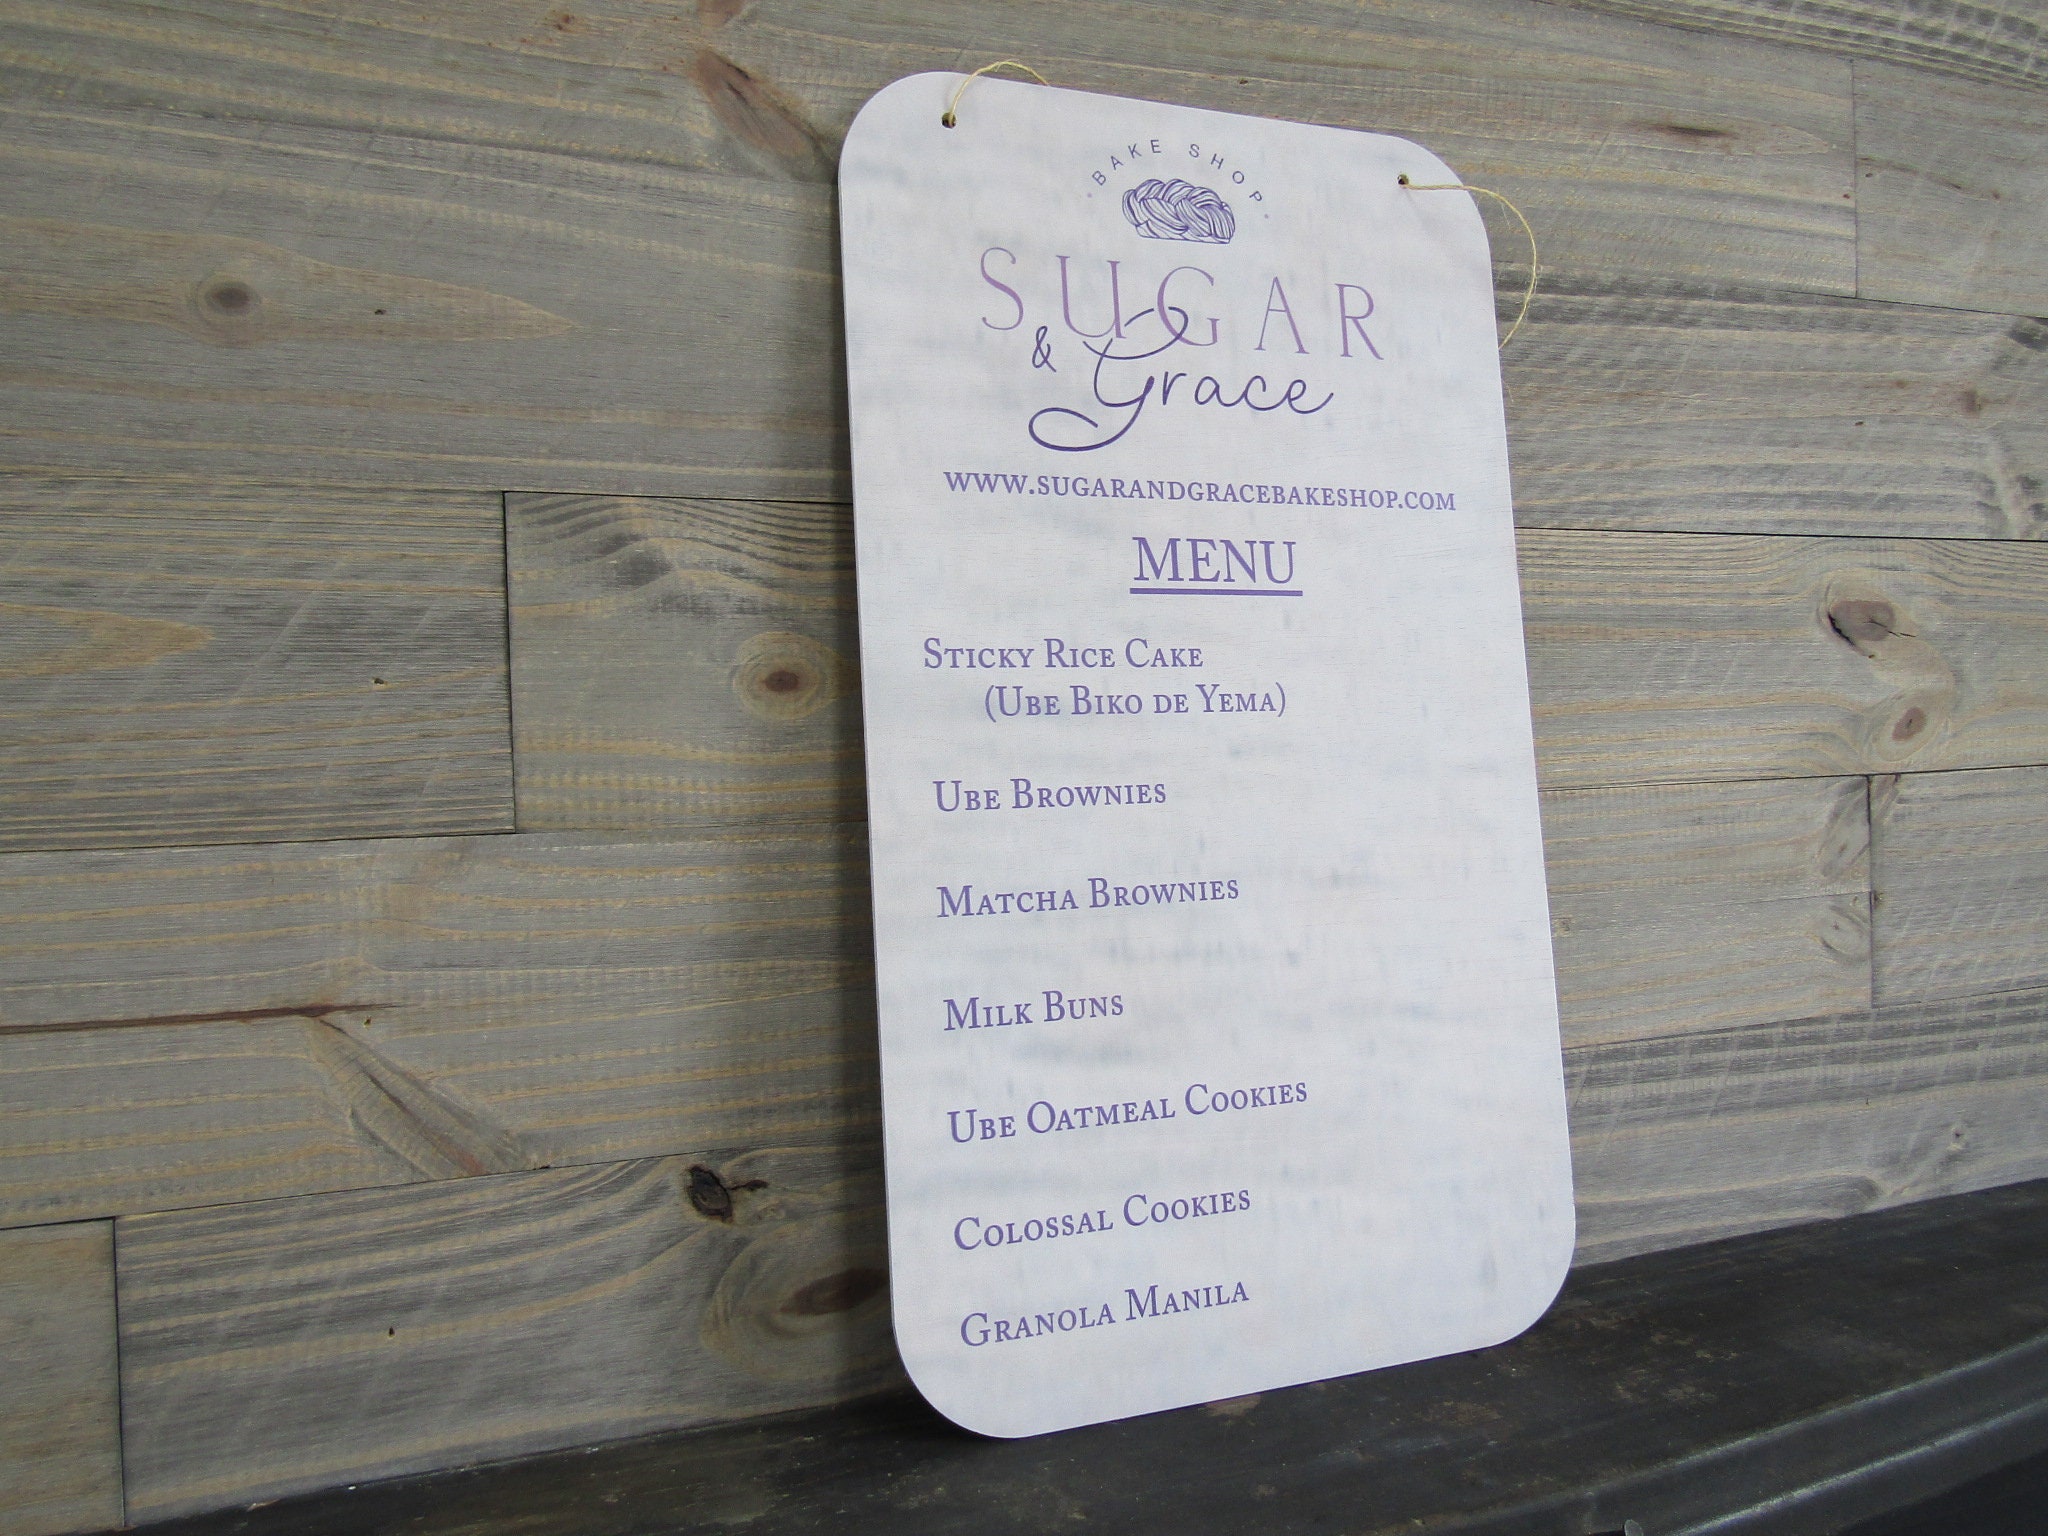 · BAKE SHOP ·
SUGAR
& Grace
WWW.SUGARANDGRACEBAKESHOP.COM
MENU
STICKY RICE CAKE
(UBE BIKO DE YEMA)
UBE BROWNIES
MATCHA BROWNIES
MILK BUNS
UBE OATMEAL COOKIES
COLOSSAL COOKIES
GRANOLA MANILA